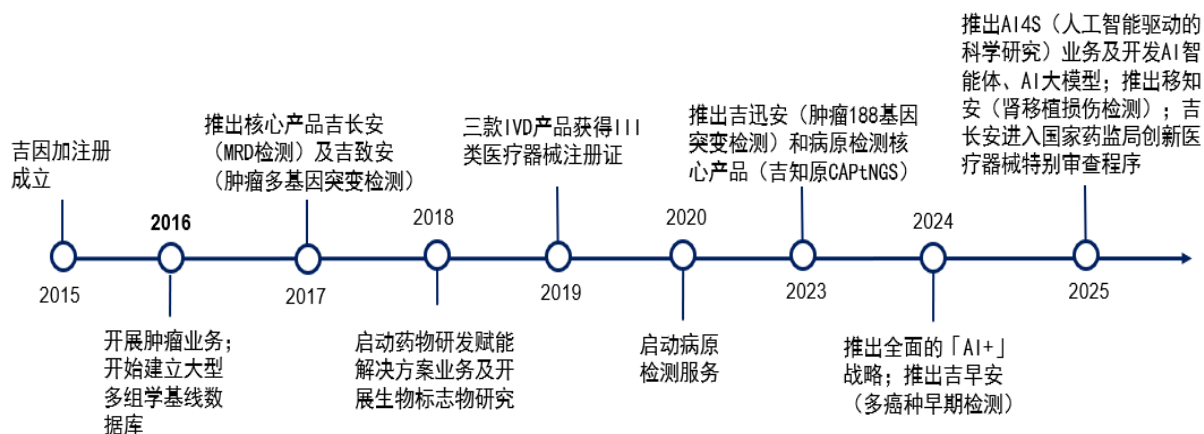 吉因加注册
成立
2015
2016
开展肿瘤业务；
开始建立大型
多组学基线数
据库
推出核心产品吉长安
（MRD检测）及吉致安
（肿瘤多基因突变检测）
2017
2018
启动药物研发赋能
解决方案业务及开
展生物标志物研究
三款IVD产品获得III
类医疗器械注册证
2019
2020
启动病原
检测服务
推出吉迅安（肿瘤188基因
突变检测）和病原检测核
心产品（吉知原CAPtNGS）
2023
2024
推出全面的「AI+」
战略；推出吉早安
（多癌种早期检测）
推出AI4S（人工智能驱动的
科学研究）业务及开发AI智
能体、AI大模型；推出移知
安（肾移植损伤检测）；吉
长安进入国家药监局创新医
疗器械特别审查程序
2025